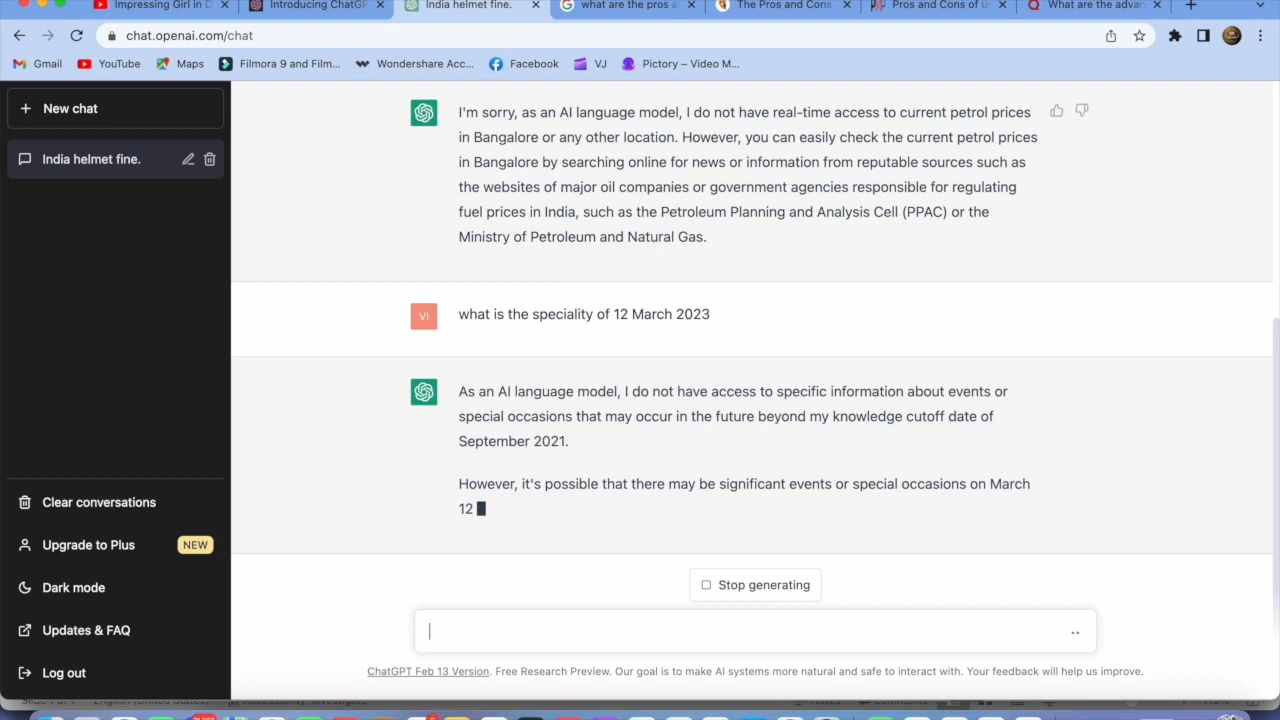 Impressing Girl in D
Introducing ChatGP
India helmet fine.
what are the pros a
The Pros and Cons
Pros and Cons of u
What are the advan
chat.openai.com/chat
Gmail
YouTube
Maps
Filmora 9 and Film...
Wondershare Acc...
Facebook
VJ
Pictory – Video M...
New chat
India helmet fine.
I'm sorry, as an AI language model, I do not have real-time access to current petrol prices
in Bangalore or any other location. However, you can easily check the current petrol prices
in Bangalore by searching online for news or information from reputable sources such as
the websites of major oil companies or government agencies responsible for regulating
fuel prices in India, such as the Petroleum Planning and Analysis Cell (PPAC) or the
Ministry of Petroleum and Natural Gas.
VI
what is the speciality of 12 March 2023
As an AI language model, I do not have access to specific information about events or
special occasions that may occur in the future beyond my knowledge cutoff date of
September 2021.
However, it's possible that there may be significant events or special occasions on March
12
Clear conversations
Upgrade to Plus
NEW
Dark mode
Updates & FAQ
Log out
Stop generating
ChatGPT Feb 13 Version. Free Research Preview. Our goal is to make AI systems more natural and safe to interact with. Your feedback will help us improve.